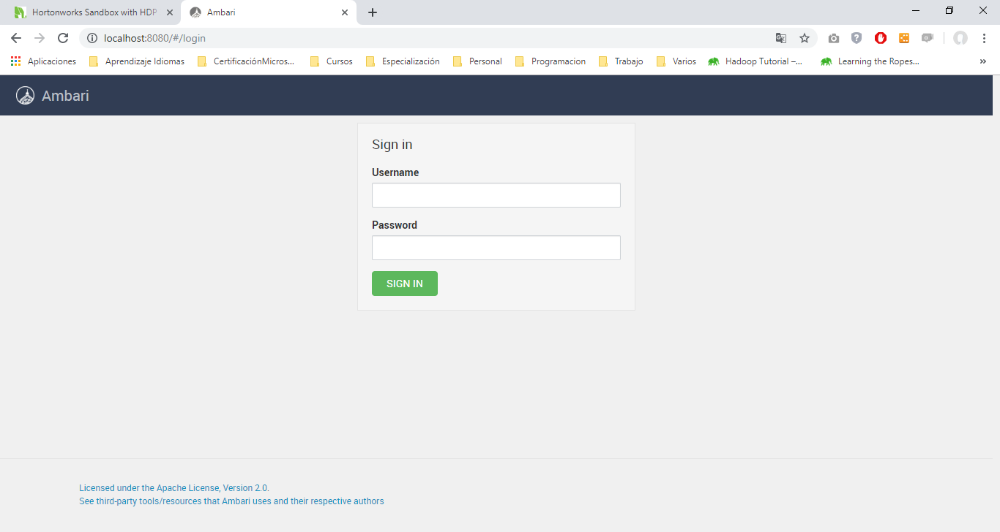 Hortonworks Sandbox with HDP
Ambari
localhost:8080/#/login
Aplicaciones
Aprendizaje Idiomas
CertificaciónMicros...
Cursos
Especialización
Personal
Programacion
Trabajo
Varios
Hadoop Tutorial –...
Learning the Ropes...
»
Ambari
Sign in
Username
Password
SIGN IN
Licensed under the Apache License, Version 2.0.
See third-party tools/resources that Ambari uses and their respective authors